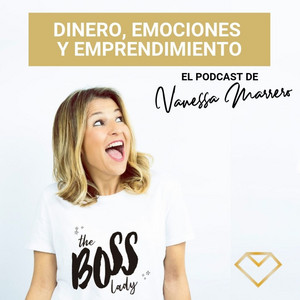 DINERO, EMOCIONES
Y EMPRENDIMIENTO
EL PODCAST DE
Vanessa Marrero
the
BOSS
lady